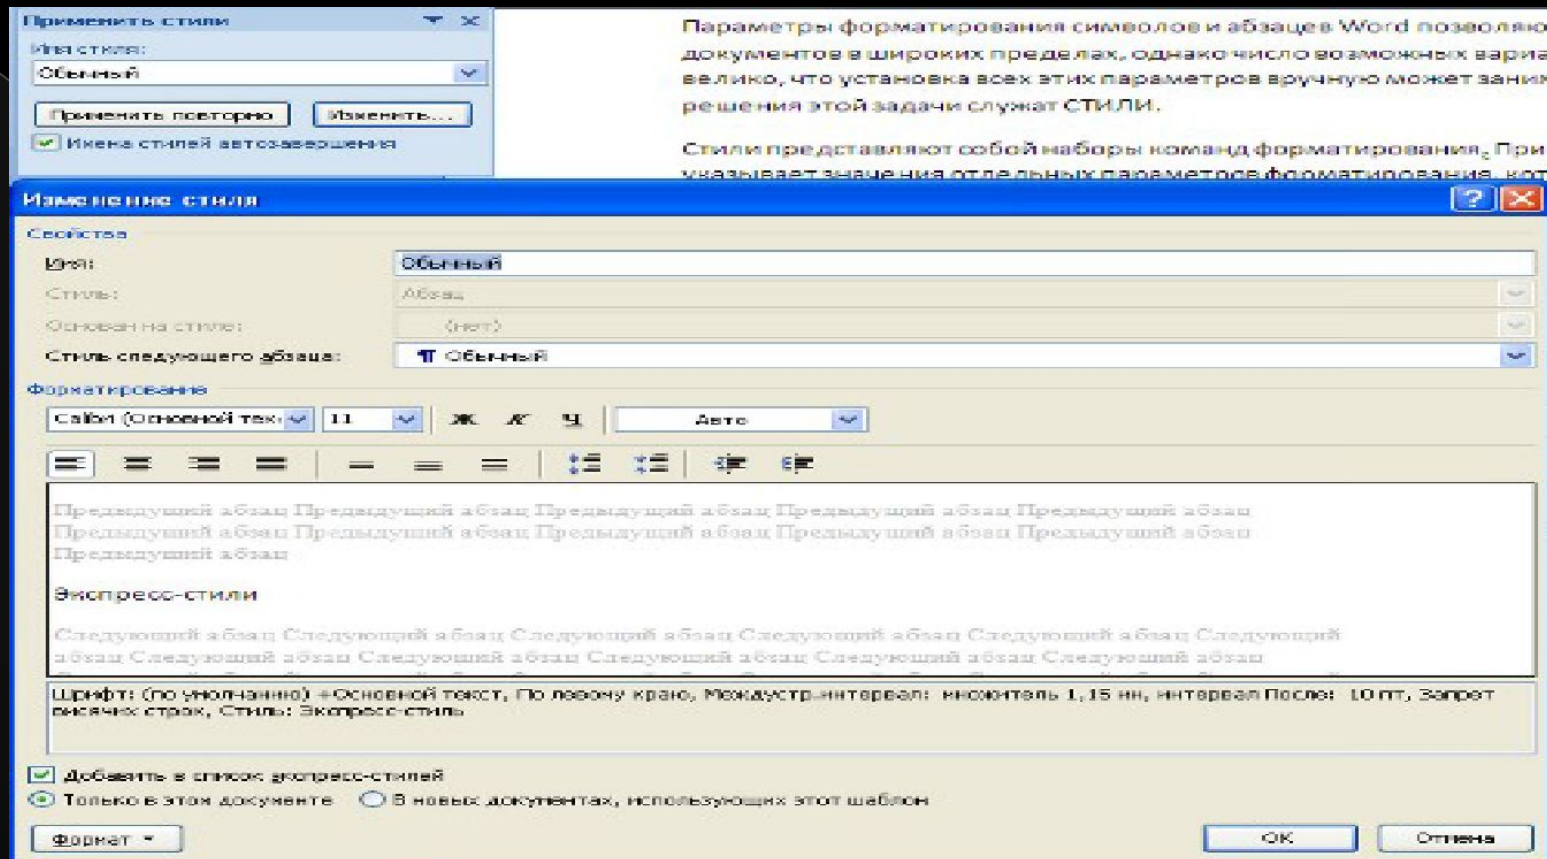 Применить стили
Имя стиля:
Обычный
Применить повторно Изменить...
Имена стилей автозавершения
Параметры форматирования символов и абзацев Word позволяю
документов в широких пределах, однако число возможных вариа
велико, что установка всех этих параметров вручную может заним
решения этой задачи служат СТИЛИ.
Стили представляют собой наборы команд форматирования. При
указывает значения отдельных параметров форматирования, кот
Изменение стиля
Свойства
Имя: Обычный
Стиль: Абзац
Основан на стиле: (нет)
Стиль следующего абзаца: ¶ Обычный
Форматирование
Calibri (Основной тек 11 Ж К Ч Авто
Предыдущий абзац Предыдущий абзац Предыдущий абзац Предыдущий абзац Предыдущий абзац
Предыдущий абзац Предыдущий абзац Предыдущий абзац Предыдущий абзац Предыдущий абзац
Предыдущий абзац
Экспресс-стили
Следующий абзац Следующий абзац Следующий абзац Следующий абзац Следующий абзац Следующий
абзац Следующий абзац Следующий абзац Следующий абзац Следующий абзац Следующий абзац
Шрифт: (по умолчанию) +Основной текст, По левому краю, Междустр.интервал: множитель 1,15 ин, интервал После: 10 пт, Запрет
висячих строк, Стиль: Экспресс-стиль
Добавить в список экспресс-стилей
Только в этом документе В новых документах, использующих этот шаблон
Формат ОК Отмена